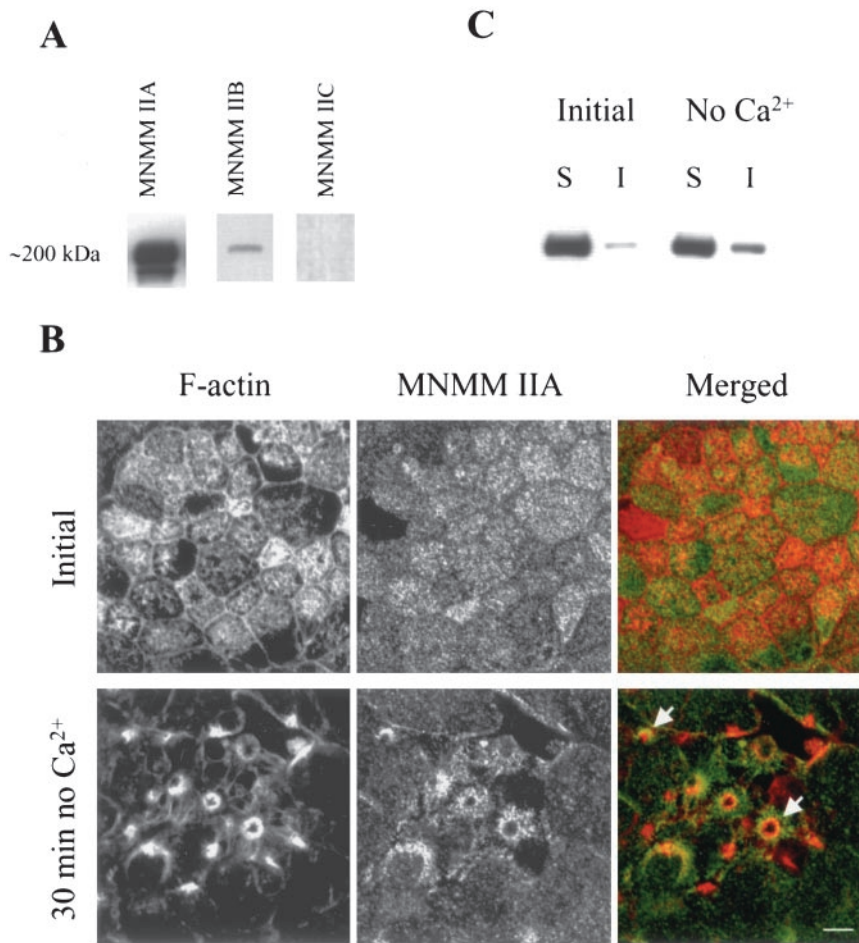 A
MNMM IIA
MNMM IIB
MNMM IIC
~200 kDa
C
Initial
No Ca²⁺
S
I
S
I
B
F-actin
MNMM IIA
Merged
Initial
30 min no Ca²⁺